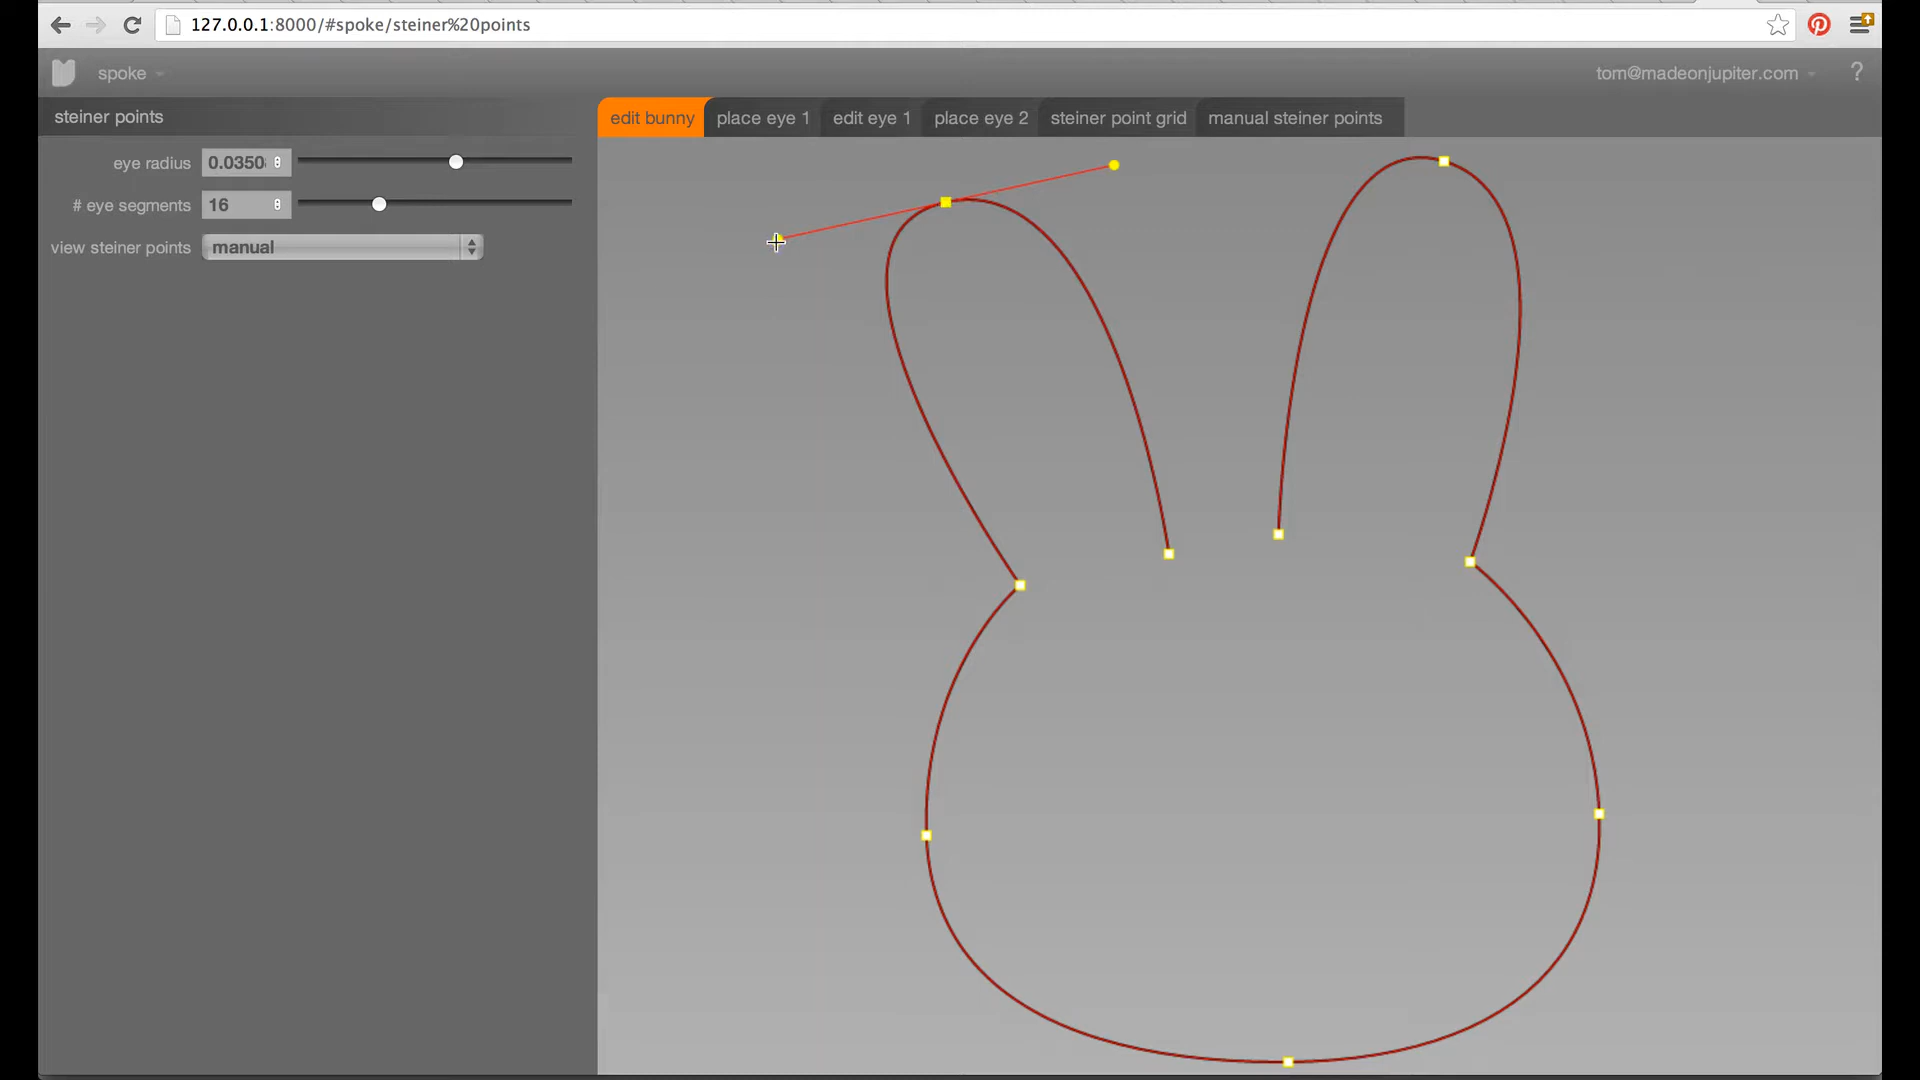 127.0.0.1:8000/#spoke/steiner%20points
spoke
tom@madeonjupiter.com
?
steiner points
edit bunny
place eye 1
edit eye 1
place eye 2
steiner point grid
manual steiner points
eye radius
0.0350
# eye segments
16
view steiner points
manual